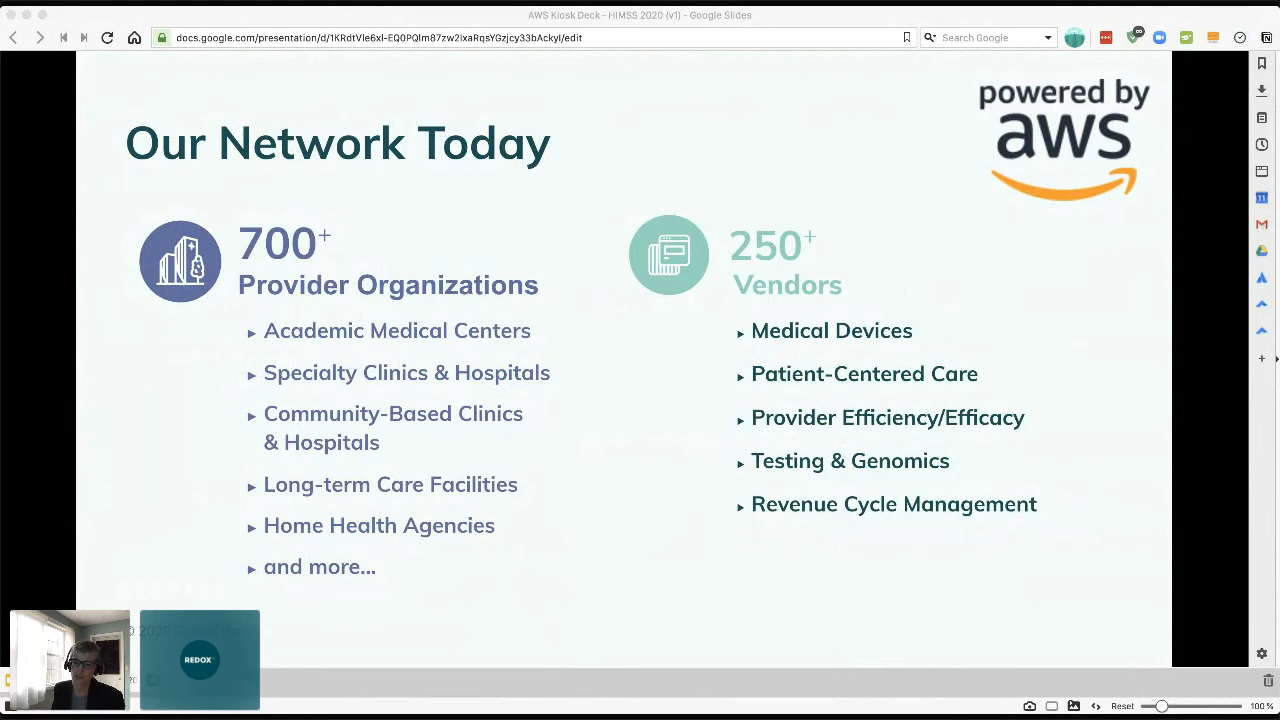 AWS Kiosk Deck - HIMSS 2020 (v1) - Google Slides
docs.google.com/presentation/d/1KRdtVIe6xI-EQ0PQIm87zw2IxaRqsYGzjcy33bAckyI/edit
Search Google
powered by
aws
Our Network Today
700+
Provider Organizations
▸ Academic Medical Centers
▸ Specialty Clinics & Hospitals
▸ Community-Based Clinics
& Hospitals
▸ Long-term Care Facilities
▸ Home Health Agencies
▸ and more...
250+
Vendors
▸ Medical Devices
▸ Patient-Centered Care
▸ Provider Efficiency/Efficacy
▸ Testing & Genomics
▸ Revenue Cycle Management
© 2020
REDOX
Reset
100 %